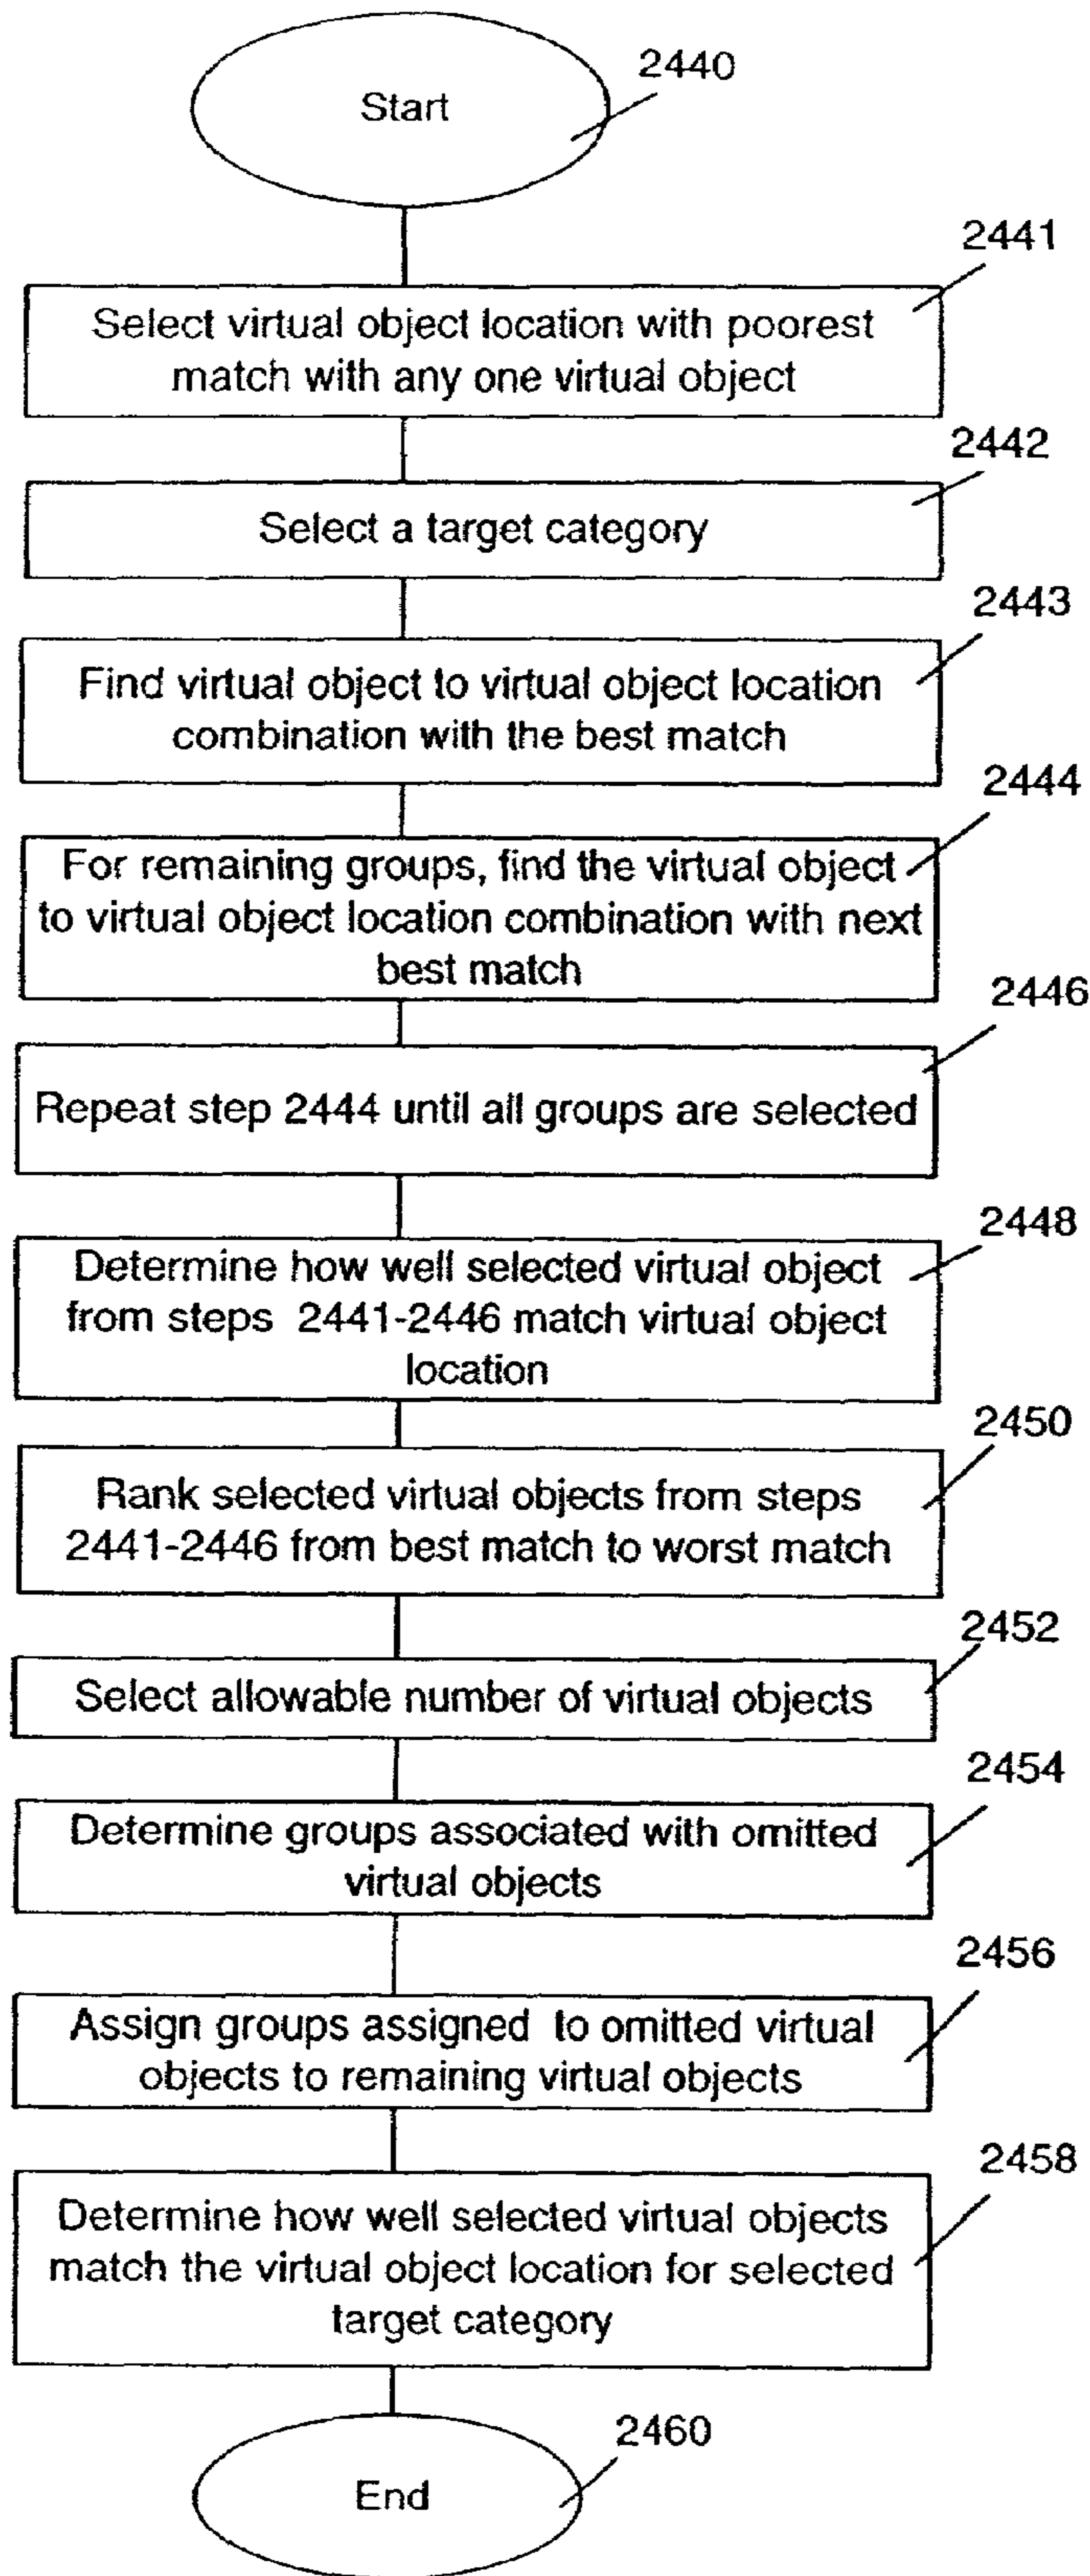 Start
2440
2441
Select virtual object location with poorest
match with any one virtual object
2442
Select a target category
2443
Find virtual object to virtual object location
combination with the best match
2444
For remaining groups, find the virtual object
to virtual object location combination with next
best match
2446
Repeat step 2444 until all groups are selected
2448
Determine how well selected virtual object
from steps 2441-2446 match virtual object
location
2450
Rank selected virtual objects from steps
2441-2446 from best match to worst match
2452
Select allowable number of virtual objects
2454
Determine groups associated with omitted
virtual objects
2456
Assign groups assigned to omitted virtual
objects to remaining virtual objects
2458
Determine how well selected virtual objects
match the virtual object location for selected
target category
2460
End